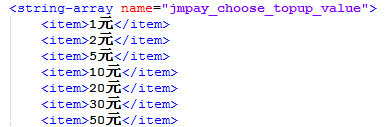 <string-array name="jmpay_choose_topup_value">
<item>1元</item>
<item>2元</item>
<item>5元</item>
<item>10元</item>
<item>20元</item>
<item>30元</item>
<item>50元</item>